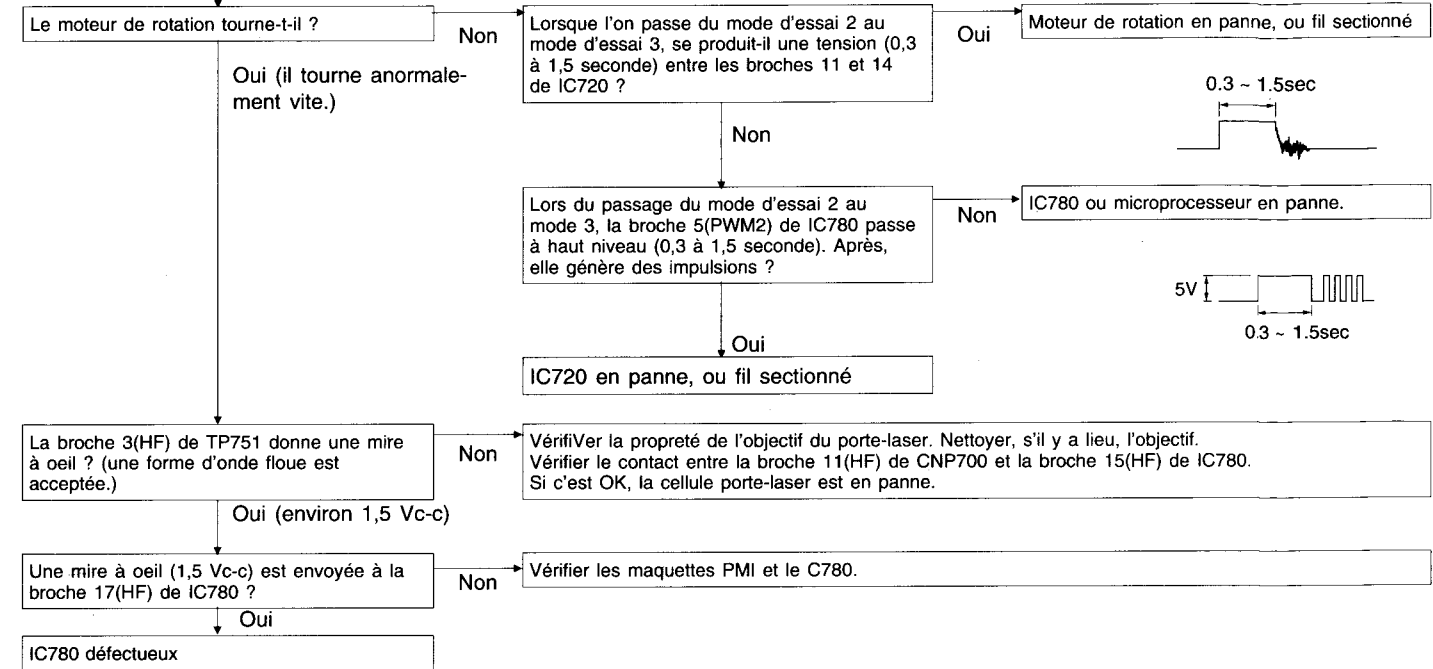 Le moteur de rotation tourne-t-il ?
Non
Lorsque l'on passe du mode d'essai 2 au
mode d'essai 3, se produit-il une tension (0,3
à 1,5 seconde) entre les broches 11 et 14
de IC720 ?
Oui
Moteur de rotation en panne, ou fil sectionné
Oui (il tourne anormale-
ment vite.)
0.3 ~ 1.5sec
Non
Lors du passage du mode d'essai 2 au
mode 3, la broche 5(PWM2) de IC780 passe
à haut niveau (0,3 à 1,5 seconde). Après,
elle génère des impulsions ?
Non
IC780 ou microprocesseur en panne.
5V
0.3 ~ 1.5sec
Oui
IC720 en panne, ou fil sectionné
La broche 3(HF) de TP751 donne une mire
à oeil ? (une forme d'onde floue est
acceptée.)
Non
VérifiVer la propreté de l'objectif du porte-laser. Nettoyer, s'il y a lieu, l'objectif.
Vérifier le contact entre la broche 11(HF) de CNP700 et la broche 15(HF) de IC780.
Si c'est OK, la cellule porte-laser est en panne.
Oui (environ 1,5 Vc-c)
Une mire à oeil (1,5 Vc-c) est envoyée à la
broche 17(HF) de IC780 ?
Non
Vérifier les maquettes PMI et le C780.
Oui
IC780 défectueux